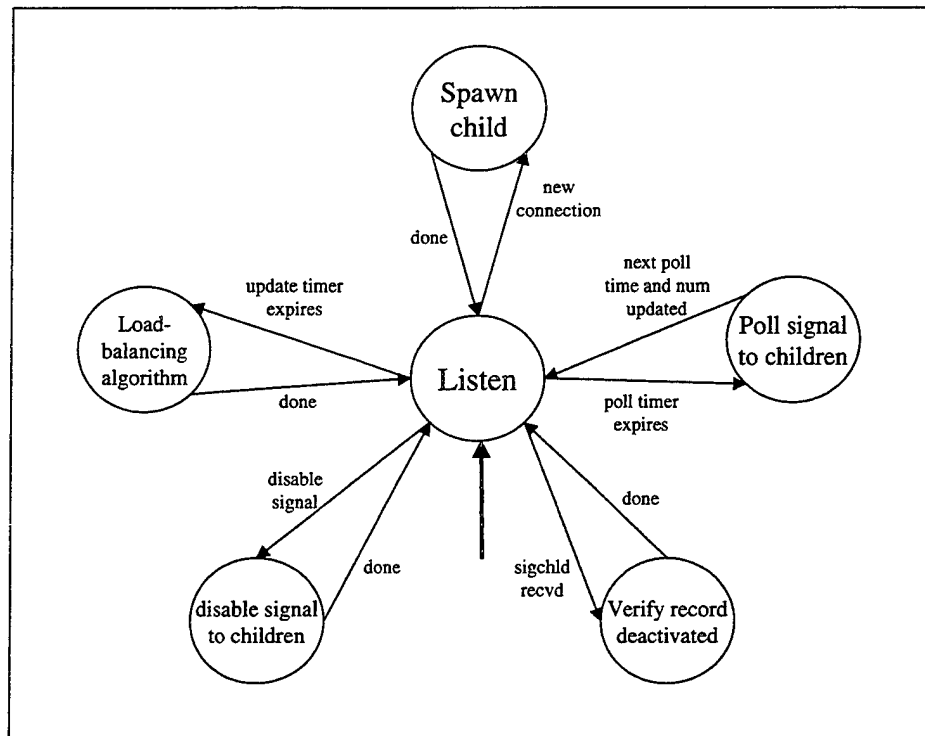 Spawn
child
new
connection
done
next poll
time and num
updated
update timer
expires
Load-
balancing
algorithm
Poll signal
to children
Listen
done
poll timer
expires
disable
signal
done
done
sigchld
recvd
disable signal
to children
Verify record
deactivated